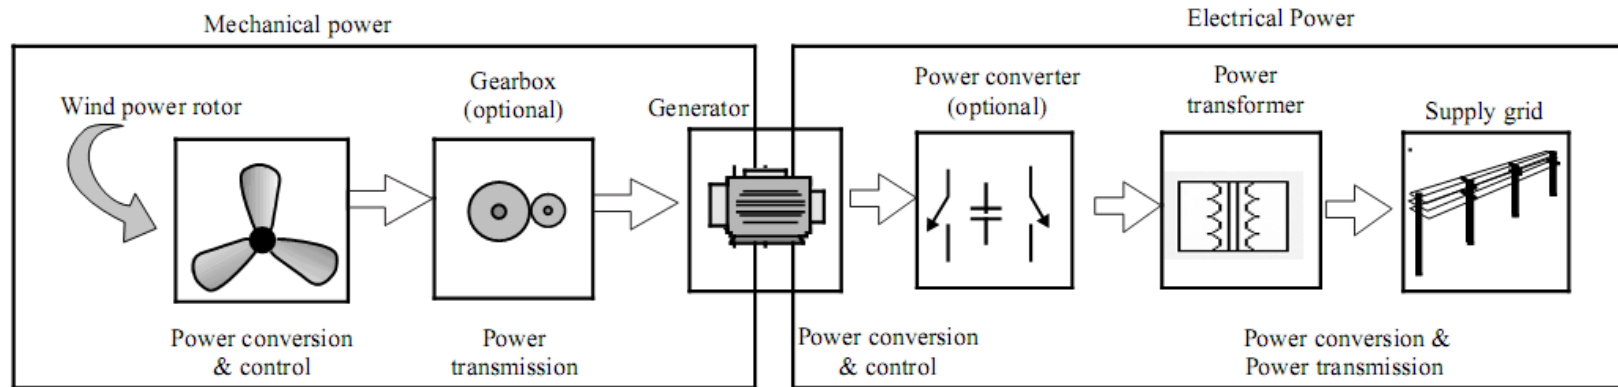 Mechanical power
Electrical Power
Wind power rotor
Gearbox
(optional)
Generator
Power converter
(optional)
Power
transformer
Supply grid
Power conversion
& control
Power
transmission
Power conversion
& control
Power conversion &
Power transmission